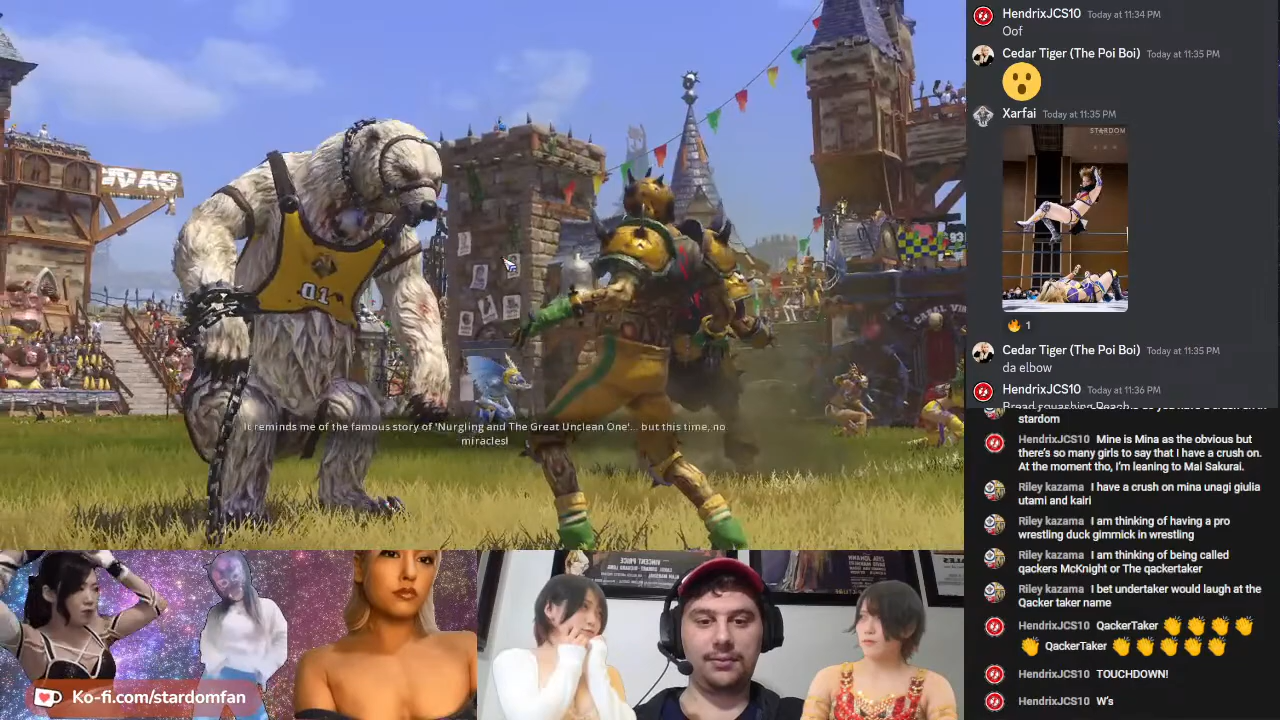 HendrixJCS10 Today at 11:34 PM
Oof
Cedar Tiger (The Poi Boi) Today at 11:35 PM
Xarfai Today at 11:35 PM
STARDOM
1
Cedar Tiger (The Poi Boi) Today at 11:35 PM
da elbow
HendrixJCS10 Today at 11:36 PM
stardom
HendrixJCS10 Mine is Mina as the obvious but
there's so many girls to say that I have a crush on.
At the moment tho, I'm leaning to Mai Sakurai.
Riley kazama I have a crush on mina unagi giulia
utami and kairi
Riley kazama I am thinking of having a pro
wrestling duck gimmick in wrestling
Riley kazama I am thinking of being called
qackers McKnight or The qackertaker
Riley kazama I bet undertaker would laugh at the
Qacker taker name
HendrixJCS10 QackerTaker 👏 👏 👏 👏
👏 QackerTaker 👏 👏 👏 👏 👏
HendrixJCS10 TOUCHDOWN!
HendrixJCS10 W's
01
It reminds me of the famous story of 'Nurgling and The Great Unclean One'... but this time, no
miracles!
Ko-fi.com/stardomfan